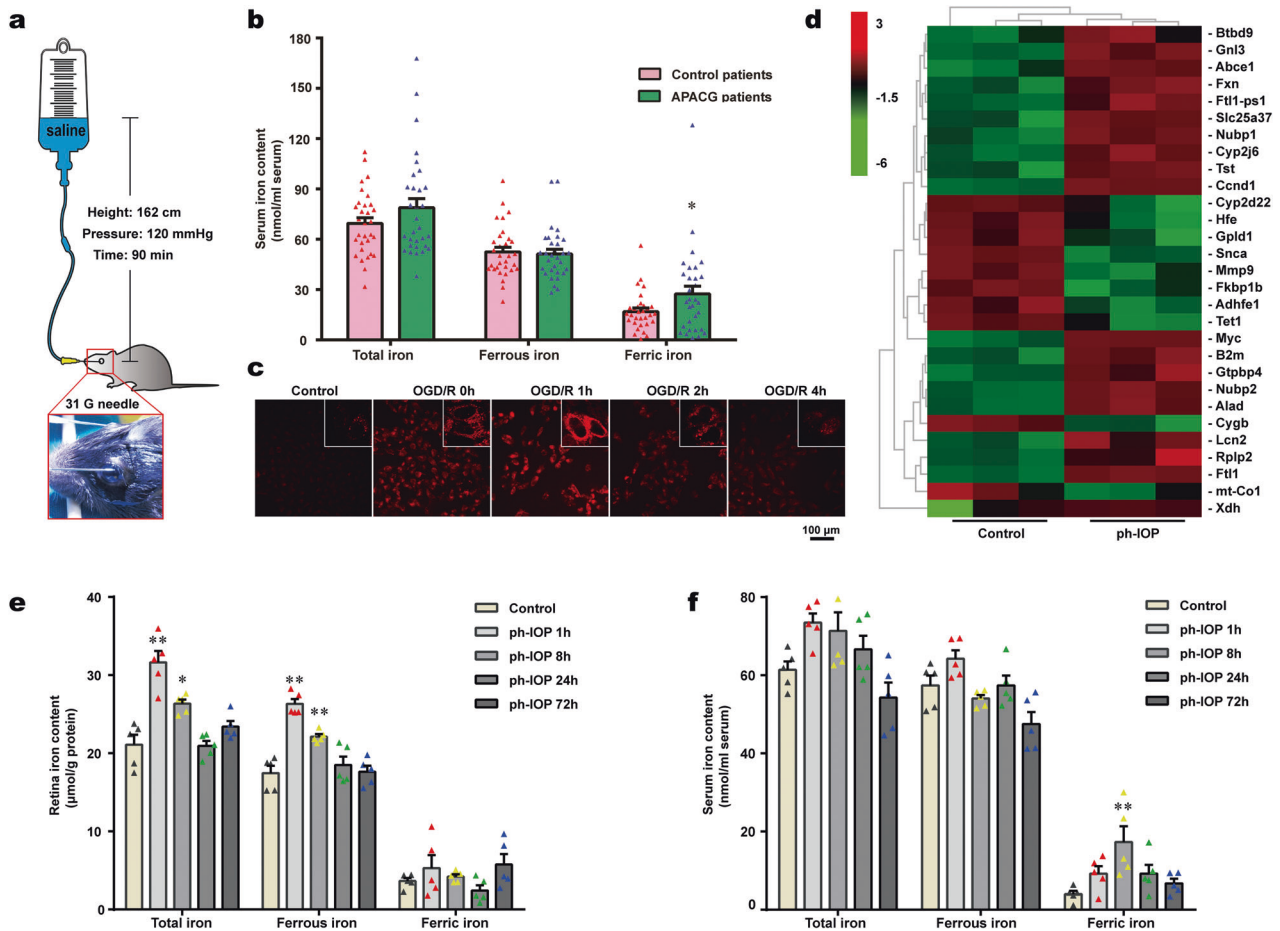 a
saline
Height: 162 cm
Pressure: 120 mmHg
Time: 90 min
31 G needle
b
Serum iron content
(nmol/ml serum)
180
150
120
90
60
30
0
Control patients
APACG patients
*
Total iron
Ferrous iron
Ferric iron
c
Control
OGD/R 0h
OGD/R 1h
OGD/R 2h
OGD/R 4h
100 µm
d
3
-1.5
-6
- Btbd9
- Gnl3
- Abce1
- Fxn
- Ftl1-ps1
- Slc25a37
- Nubp1
- Cyp2j6
- Tst
- Ccnd1
- Cyp2d22
- Hfe
- Gpld1
- Snca
- Mmp9
- Fkbp1b
- Adhfe1
- Tet1
- Myc
- B2m
- Gtpbp4
- Nubp2
- Alad
- Cygb
- Lcn2
- Rplp2
- Ftl1
- mt-Co1
- Xdh
Control
ph-IOP
e
Retina iron content
(µmol/g protein)
40
30
20
10
0
Control
ph-IOP 1h
ph-IOP 8h
ph-IOP 24h
ph-IOP 72h
**
*
**
**
Total iron
Ferrous iron
Ferric iron
f
Serum iron content
(nmol/ml serum)
80
60
40
20
0
Control
ph-IOP 1h
ph-IOP 8h
ph-IOP 24h
ph-IOP 72h
**
Total iron
Ferrous iron
Ferric iron